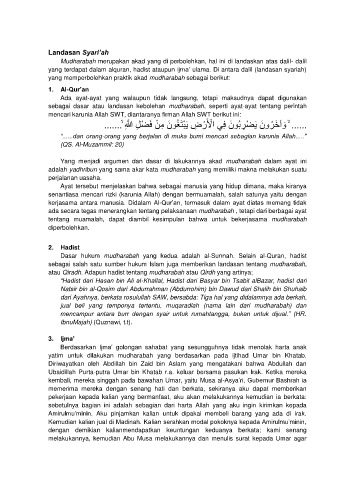 Landasan Syari'ah
Mudharabah merupakan akad yang di perbolehkan, hal ini di landaskan atas dalil- dalil
yang terdapat dalam alquran, hadist ataupun ijma' ulama. Di antara dalil (landasan syariah)
yang memperbolehkan praktik akad mudharabah sebagai berikut:
1. Al-Qur'an
Ada ayat-ayat yang walaupun tidak langsung, tetapi maksudnya dapat digunakan
sebagai dasar atau landasan kebolehan mudharabah, seperti ayat-ayat tentang perintah
mencari karunia Allah SWT, diantaranya firman Allah SWT berikut ini:
...... ۙ وَآخَرُونَ يَضْرِبُونَ فِي الْأَرْضِ يَبْتَغُونَ مِنْ فَضْلِ اللَّهِ ۙ.......
"…..dan orang-orang yang berjalan di muka bumi mencari sebagian karunia Allah…."
(QS. Al-Muzammil: 20)
Yang menjadi argumen dan dasar di lakukannya akad mudharabah dalam ayat ini
adalah yadhribun yang sama akar kata mudharabah yang memiliki makna melakukan suatu
perjalanan usasha.
Ayat tersebut menjelaskan bahwa sebagai manusia yang hidup dimana, maka kiranya
senantiasa mencari rizki (karunia Allah) dengan bermuamalah, salah satunya yaitu dengan
kerjasama antara manusia. Didalam Al-Qur'an, termasuk dalam ayat diatas memang tidak
ada secara tegas menerangkan tentang pelaksanaan mudharabah , tetapi dari berbagai ayat
tentang muamalah, dapat diambil kesimpulan bahwa untuk bekerjasama mudharabah
diperbolehkan.
2. Hadist
Dasar hukum mudharabah yang kedua adalah al-Sunnah. Selain al-Quran, hadist
sebagai salah satu sumber hukum Islam juga memberikan landasan tentang mudharabah,
atau Qiradh. Adapun hadist tentang mudharabah atau Qirdh yang artinya;
"Hadist dari Hasan bin Ali al-Khallal, Hadist dari Basyar bin Tsabit alBazar, hadist dari
Natsir bin al-Qosim dari Abdurrahman (Abdurrohim) bin Dawud dari Shalih bin Shuhaib
dari Ayahnya, berkata rosulullah SAW, bersabda: Tiga hal yang didalamnya ada berkah,
jual beli yang temponya tertentu, muqaradlah (nama lain dari mudharabah) dan
mencampur antara burr dengan syair untuk rumahtangga, bukan untuk dijual." (HR.
IbnuMajah) (Quznawi, t.t).
3. Ijma'
Berdasarkan Ijma' golongan sahabat yang sesungguhnya tidak menolak harta anak
yatim untuk dilakukan mudharabah yang berdasarkan pada ijtihad Umar bin Khatab.
Diriwayatkan oleh Abdillah bin Zaid bin Aslam yang mengatakan bahwa Abdullah dan
Ubaidillah Purta-putra Umar bin Khatab r.a. keluar bersama pasukan Irak. Ketika mereka
kembali, mereka singgah pada bawahan Umar, yaitu Musa al-Asya'ri, Gubernur Bashrah ia
menerima mereka dengan senang hati dan berkata, sekiranya aku dapat memberikan
pekerjaan kepada kalian yang bermanfaat, aku akan melakukannya kemudian ia berkata:
sebetulnya bagian ini adalah sebagian dari harta Allah yang aku ingin kirimkan kepada
Amirulmu'minin, Aku pinjamkan kalian untuk dipakai membeli barang yang ada di irak.
Kemudian kalian jual di Madinah. Kalian serahkan modal pokoknya kepada Amirulmu'minin,
dengan demikian kalianmendapatkan keuntungan keduanya berkata; kami senang
melakukannya, kemudian Abu Musa melakukannya dan menulis surat kepada Umar agar